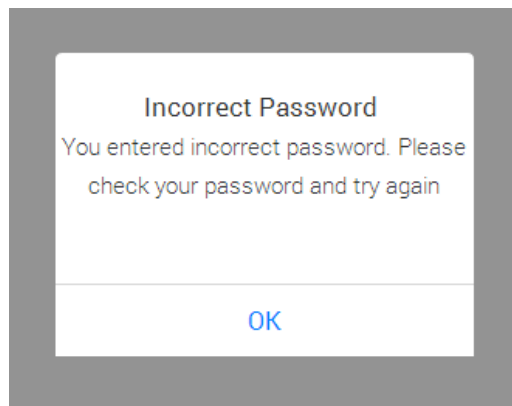 Incorrect Password
You entered incorrect password. Please
check your password and try again
OK